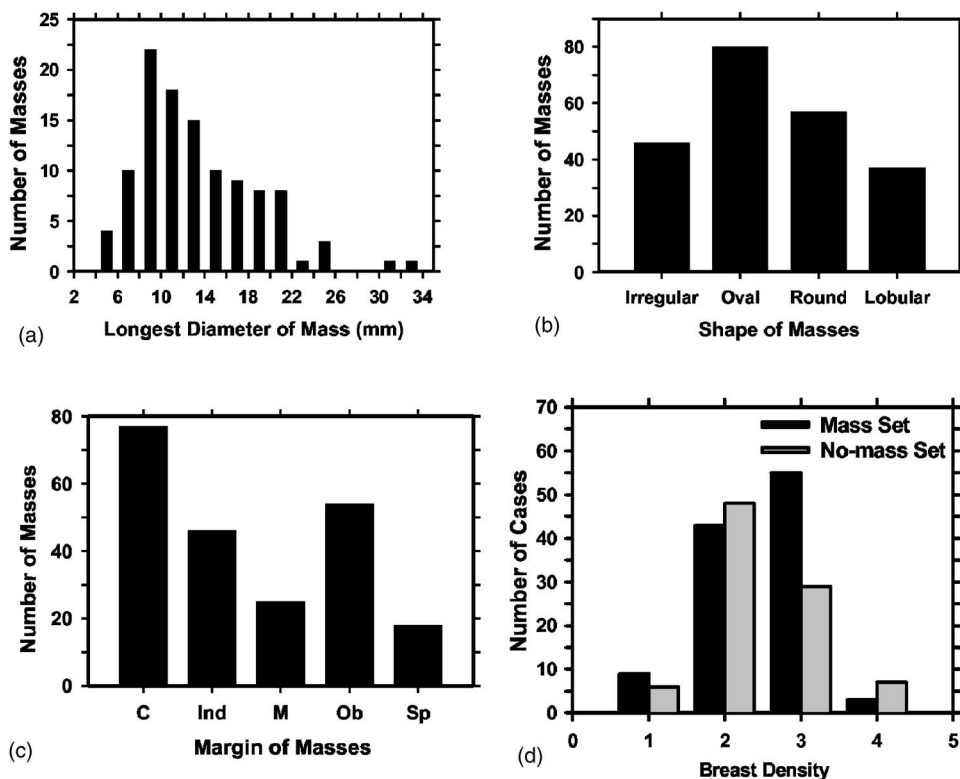 25
20
15
10
5
0
Number of Masses
2 6 10 14 18 22 26 30 34
Longest Diameter of Mass (mm)
(a)
80
60
40
20
0
Number of Masses
Irregular Oval Round Lobular
Shape of Masses
(b)
80
60
40
20
0
Number of Masses
C Ind M Ob Sp
Margin of Masses
(c)
70
60
50
40
30
20
10
0
Number of Cases
Mass Set
No-mass Set
0 1 2 3 4 5
Breast Density
(d)